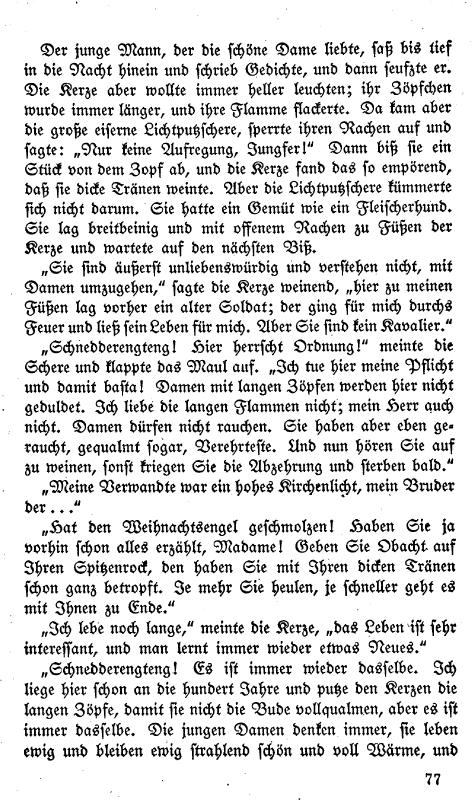 Der junge Mann, der die schöne Dame liebte, saß bis tief
in die Nacht hinein und schrieb Gedichte, und dann seufzte er.
Die Kerze aber wollte immer heller leuchten; ihr Zöpfchen
wurde immer länger, und ihre Flamme flackerte. Da kam aber
die große eiserne Lichtputzschere, sperrte ihren Rachen auf und
sagte: „Nur keine Aufregung, Jungfer!“ Dann biß sie ein
Stück von dem Zopf ab, und die Kerze fand das so empörend,
daß sie dicke Tränen weinte. Aber die Lichtputzschere kümmerte
sich nicht darum. Sie hatte ein Gemüt wie ein Fleischerhund.
Sie lag breitbeinig und mit offenem Rachen zu Füßen der
Kerze und wartete auf den nächsten Biß.
„Sie sind äußerst unliebenswürdig und verstehen nicht, mit
Damen umzugehen,“ sagte die Kerze weinend, „hier zu meinen
Füßen lag vorher ein alter Soldat; der ging für mich durchs
Feuer und ließ sein Leben für mich. Aber Sie sind kein Kavalier.“
„Schnedderengteng! Hier herrscht Ordnung!“ meinte die
Schere und klappte das Maul auf. „Ich tue hier meine Pflicht
und damit basta! Damen mit langen Zöpfen werden hier nicht
geduldet. Ich liebe die langen Flammen nicht; mein Herr auch
nicht. Damen dürfen nicht rauchen. Sie haben aber eben ge-
raucht, gequalmt sogar, Verehrteste. Und nun hören Sie auf
zu weinen, sonst kriegen Sie die Abzehrung und sterben bald.“
„Meine Verwandte war ein hohes Kirchenlicht, mein Bruder
der . . .“
„Hat den Weihnachtsengel geschmolzen! Haben Sie ja
vorhin schon alles erzählt, Madame! Geben Sie Obacht auf
Ihren Spitzenrock, den haben Sie mit Ihren dicken Tränen
schon ganz betropft. Je mehr Sie heulen, je schneller geht es
mit Ihnen zu Ende.“
„Ich lebe noch lange,“ meinte die Kerze, „das Leben ist sehr
interessant, und man lernt immer wieder etwas Neues.“
„Schnedderengteng! Es ist immer wieder dasselbe. Ich
liege hier schon an die hundert Jahre und putze den Kerzen die
langen Zöpfe, damit sie nicht die Bude vollqualmen, aber es ist
immer dasselbe. Die jungen Damen denken immer, sie leben
ewig und bleiben ewig strahlend schön und voll Wärme, und
77